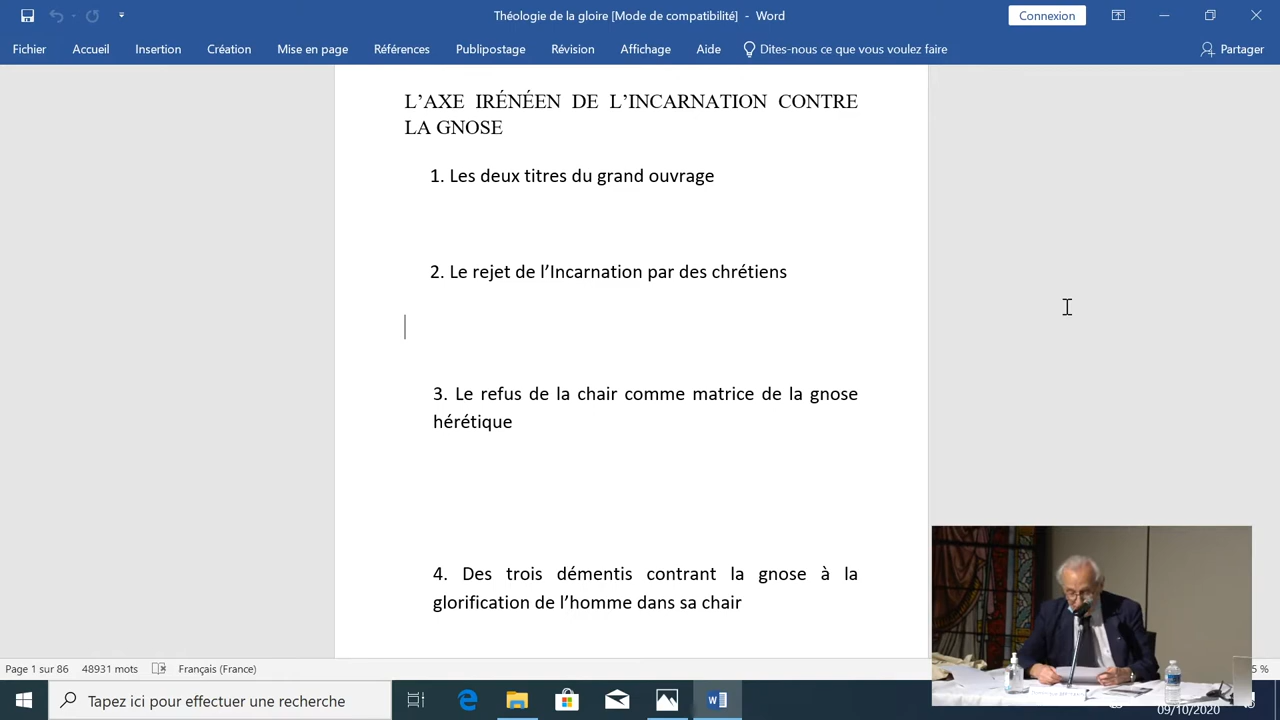 Théologie de la gloire [Mode de compatibilité] - Word
Connexion
Fichier Accueil Insertion Création Mise en page Références Publipostage Révision Affichage Aide Dites-nous ce que vous voulez faire Partager
L’AXE IRÉNÉEN DE L’INCARNATION CONTRE
LA GNOSE
1. Les deux titres du grand ouvrage
2. Le rejet de l’Incarnation par des chrétiens
3. Le refus de la chair comme matrice de la gnose
hérétique
4. Des trois démentis contrant la gnose à la
glorification de l’homme dans sa chair
Page 1 sur 86 48931 mots Français (France) 5 %
Tapez ici pour effectuer une recherche
09/10/2020